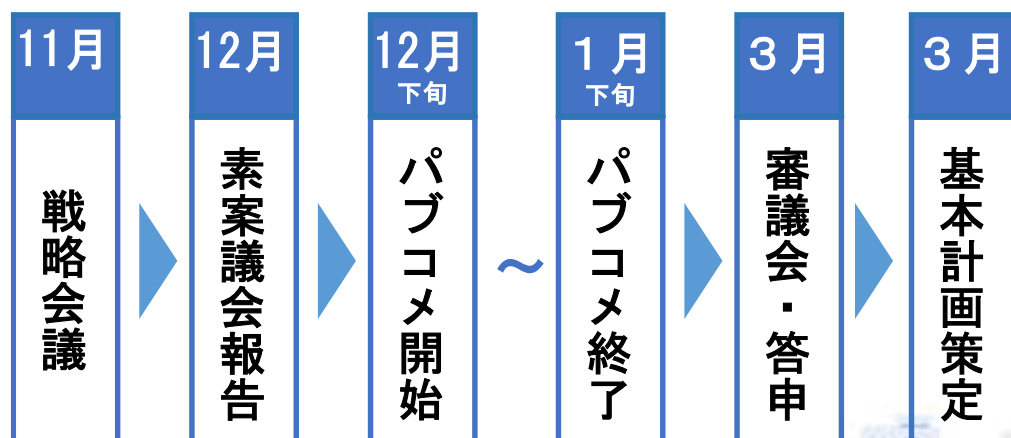 11月
戦略会議
12月
素案議会報告
12月
下旬
パブコメ開始
～
１月
下旬
パブコメ終了
３月
審議会・答申
３月
基本計画策定